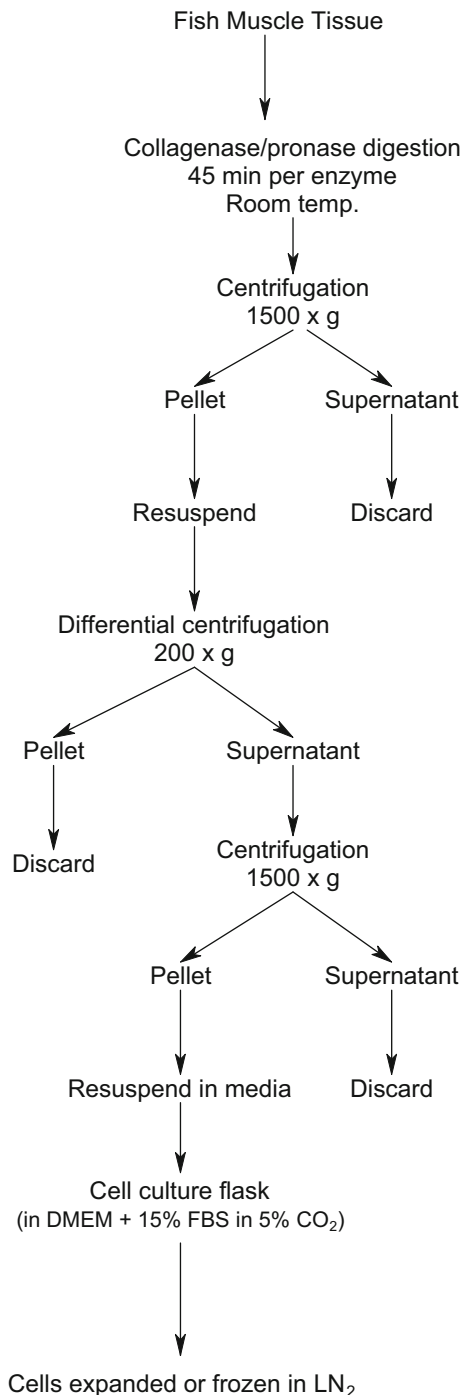 Fish Muscle Tissue
Collagenase/pronase digestion
45 min per enzyme
Room temp.
Centrifugation
1500 x g
Pellet
Supernatant
Resuspend
Discard
Differential centrifugation
200 x g
Pellet
Supernatant
Discard
Centrifugation
1500 x g
Pellet
Supernatant
Resuspend in media
Discard
Cell culture flask
(in DMEM + 15% FBS in 5% CO₂)
Cells expanded or frozen in LN₂